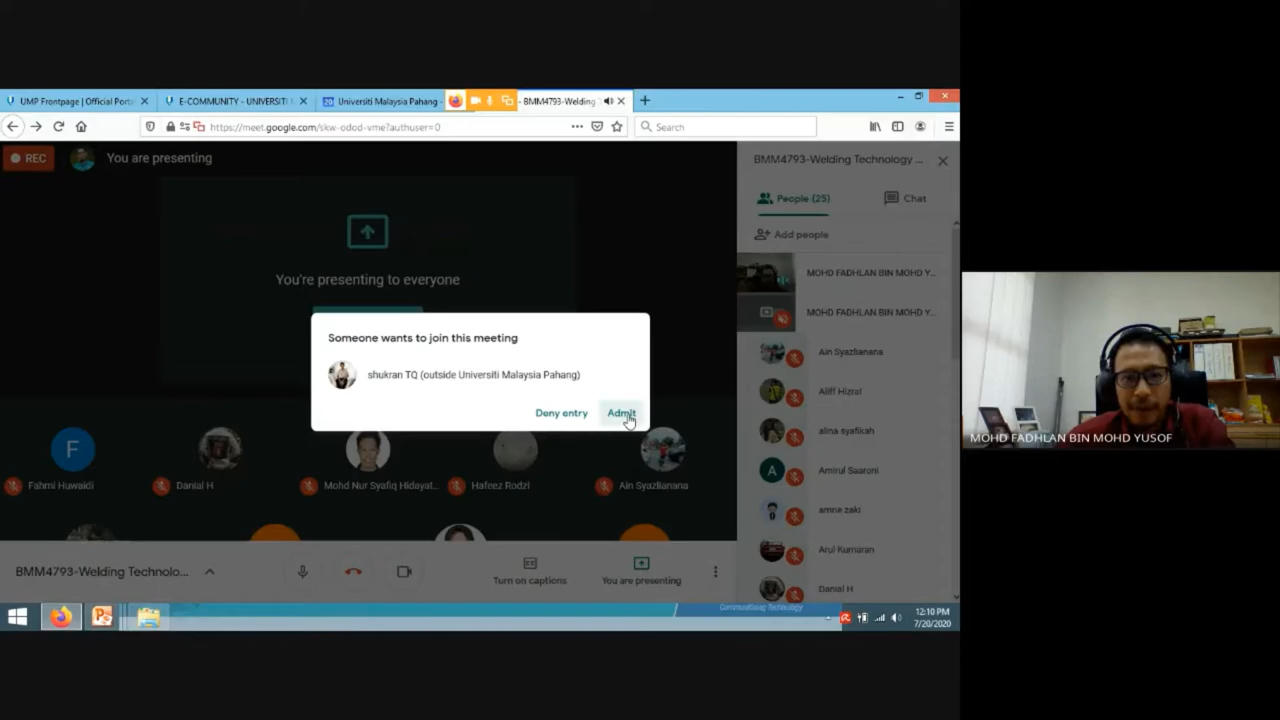 UMP Frontpage | Official Porta
E-COMMUNITY - UNIVERSITI M
Universiti Malaysia Pahang -
- BMM4793-Welding T
https://meet.google.com/skw-odod-vme?authuser=0
Search
REC
You are presenting
BMM4793-Welding Technology ...
People (25)
Chat
Add people
You're presenting to everyone
MOHD FADHLAN BIN MOHD Y...
MOHD FADHLAN BIN MOHD Y...
Someone wants to join this meeting
shukran TQ (outside Universiti Malaysia Pahang)
Deny entry
Admit
Ain Syazlianana
Aliff Hizral
alina syafikah
A
Amirul Saaroni
amne zaki
Arul Kumaran
Danial H
F
Fahmi Huwaidi
Danial H
Mohd Nur Syafiq Hidayat...
Hafeez Rodzi
Ain Syazlianana
BMM4793-Welding Technolo...
Turn on captions
You are presenting
Communitising Technology
12:10 PM
7/20/2020
MOHD FADHLAN BIN MOHD YUSOF